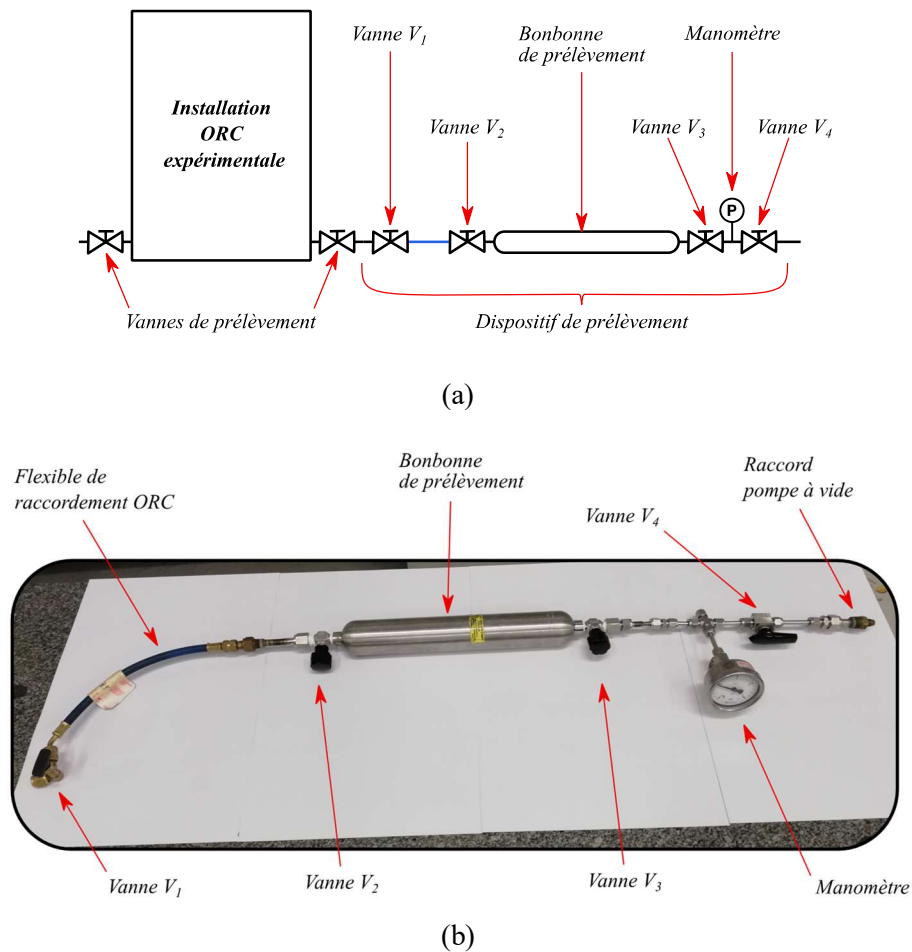 Vanne V₁
Bonbonne
de prélèvement
Manomètre
Installation
ORC
expérimentale
Vanne V₂
Vanne V₃
Vanne V₄
P
Vannes de prélèvement
Dispositif de prélèvement
(a)
Flexible de
raccordement ORC
Bonbonne
de prélèvement
Raccord
pompe à vide
Vanne V₄
Vanne V₁
Vanne V₂
Vanne V₃
Manomètre
(b)